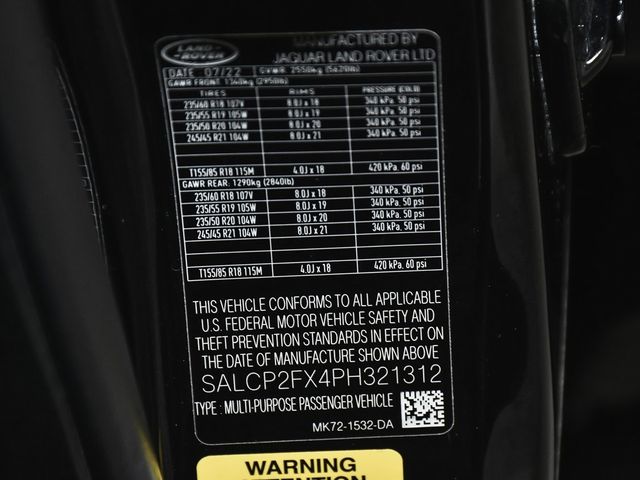 LAND ROVER
MANUFACTURED BY
JAGUAR LAND ROVER LTD
DATE 07/22 GVWR 2550kg (5620lb)
GAWR FRONT 1340kg (2950lb)
TIRES RIMS PRESSURE (COLD)
235/60 R18 107V 8.0J x 18 340 kPa, 50 psi
235/55 R19 105W 8.0J x 19 340 kPa, 50 psi
235/50 R20 104W 8.0J x 20 340 kPa, 50 psi
245/45 R21 104W 8.0J x 21 340 kPa, 50 psi
T155/85 R18 115M 4.0J x 18 420 kPa, 60 psi
GAWR REAR. 1290kg (2840lb)
235/60 R18 107V 8.0J x 18 340 kPa, 50 psi
235/55 R19 105W 8.0J x 19 340 kPa, 50 psi
235/50 R20 104W 8.0J x 20 340 kPa, 50 psi
245/45 R21 104W 8.0J x 21 340 kPa, 50 psi
T155/85 R18 115M 4.0J x 18 420 kPa, 60 psi
THIS VEHICLE CONFORMS TO ALL APPLICABLE
U.S. FEDERAL MOTOR VEHICLE SAFETY AND
THEFT PREVENTION STANDARDS IN EFFECT ON
THE DATE OF MANUFACTURE SHOWN ABOVE
SALCP2FX4PH321312
TYPE : MULTI-PURPOSE PASSENGER VEHICLE
MK72-1532-DA
WARNING